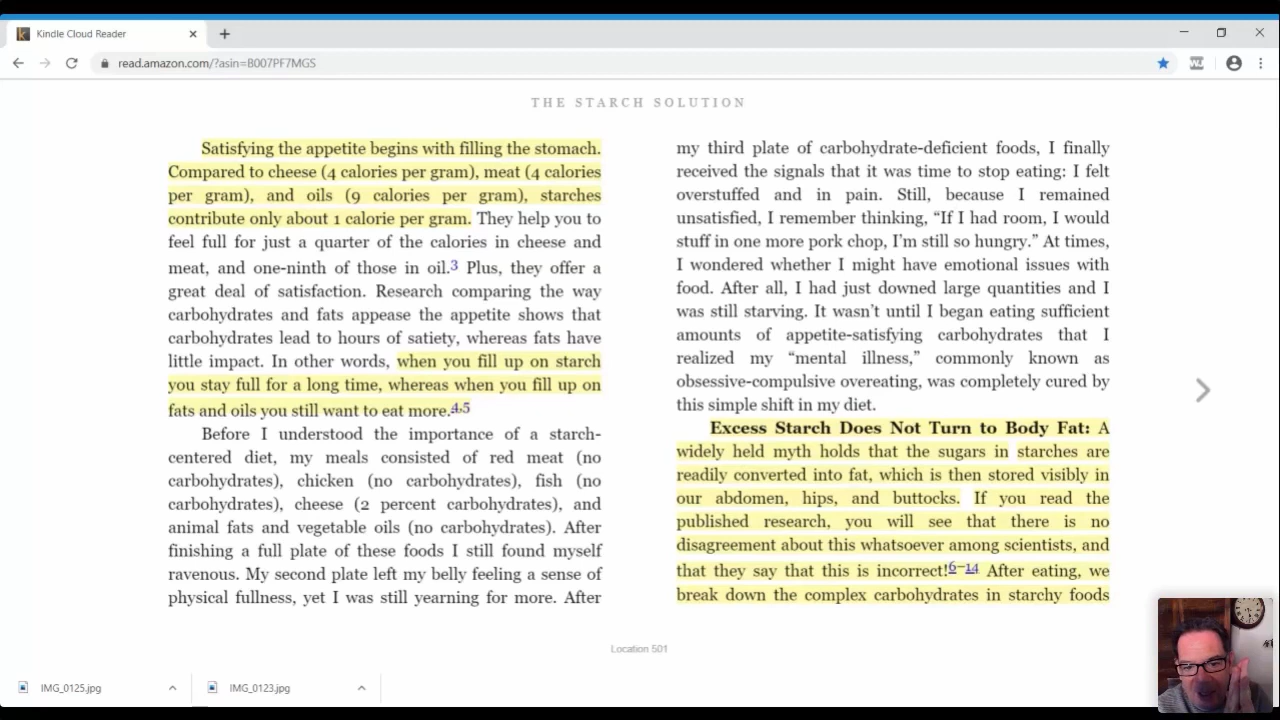 Kindle Cloud Reader
read.amazon.com/?asin=B007PF7MGS
THE STARCH SOLUTION
Satisfying the appetite begins with filling the stomach.
Compared to cheese (4 calories per gram), meat (4 calories
per gram), and oils (9 calories per gram), starches
contribute only about 1 calorie per gram. They help you to
feel full for just a quarter of the calories in cheese and
meat, and one-ninth of those in oil.3 Plus, they offer a
great deal of satisfaction. Research comparing the way
carbohydrates and fats appease the appetite shows that
carbohydrates lead to hours of satiety, whereas fats have
little impact. In other words, when you fill up on starch
you stay full for a long time, whereas when you fill up on
fats and oils you still want to eat more.4,5
Before I understood the importance of a starch-
centered diet, my meals consisted of red meat (no
carbohydrates), chicken (no carbohydrates), fish (no
carbohydrates), cheese (2 percent carbohydrates), and
animal fats and vegetable oils (no carbohydrates). After
finishing a full plate of these foods I still found myself
ravenous. My second plate left my belly feeling a sense of
physical fullness, yet I was still yearning for more. After
my third plate of carbohydrate-deficient foods, I finally
received the signals that it was time to stop eating: I felt
overstuffed and in pain. Still, because I remained
unsatisfied, I remember thinking, “If I had room, I would
stuff in one more pork chop, I’m still so hungry.” At times,
I wondered whether I might have emotional issues with
food. After all, I had just downed large quantities and I
was still starving. It wasn’t until I began eating sufficient
amounts of appetite-satisfying carbohydrates that I
realized my “mental illness,” commonly known as
obsessive-compulsive overeating, was completely cured by
this simple shift in my diet.
Excess Starch Does Not Turn to Body Fat: A
widely held myth holds that the sugars in starches are
readily converted into fat, which is then stored visibly in
our abdomen, hips, and buttocks. If you read the
published research, you will see that there is no
disagreement about this whatsoever among scientists, and
that they say that this is incorrect!6–14 After eating, we
break down the complex carbohydrates in starchy foods
Location 501
IMG_0125.jpg
IMG_0123.jpg